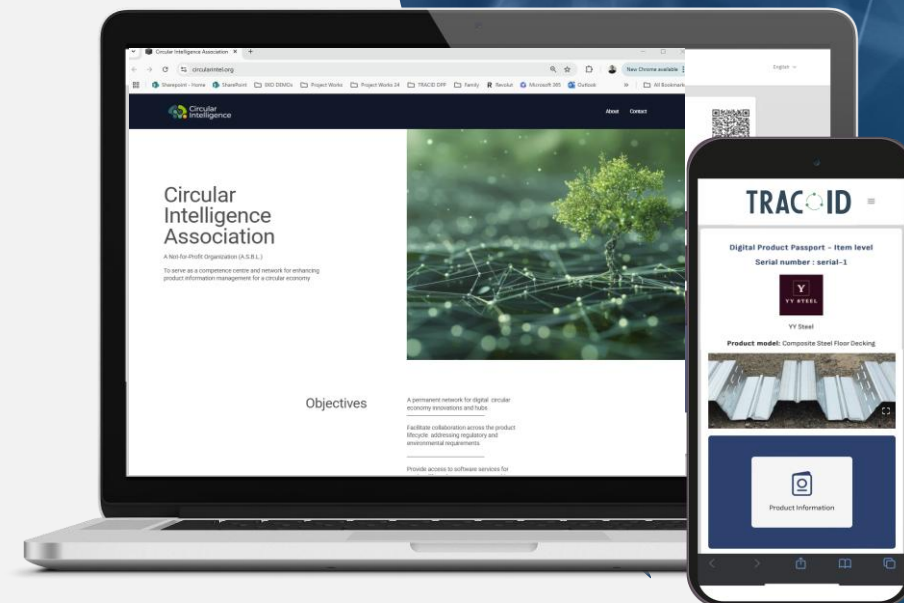 Circular Intelligence Association
circularintel.org
New Chrome available
Sharepoint - Home
SharePoint
Project Works
Project Works 24
TRACID DPP
Family
Microsoft 365
Outlook
All Bookmarks
English
Circular
Intelligence
About
Contact
Circular
Intelligence
Association
A Not-for-Profit Organization (A.S.B.L.)
To serve as a competence centre and network for enhancing
product information management for a circular economy
Objectives
A permanent network for digital circular
economy innovations and hubs.
Facilitate collaboration across the product
lifecycle addressing regulatory and
environmental requirements
Provide access to software services for
TRAC ID
Digital Product Passport – Item level
Serial number : serial-1
Y
YY STEEL
YY Steel
Product model: Composite Steel Floor Decking
Product Information